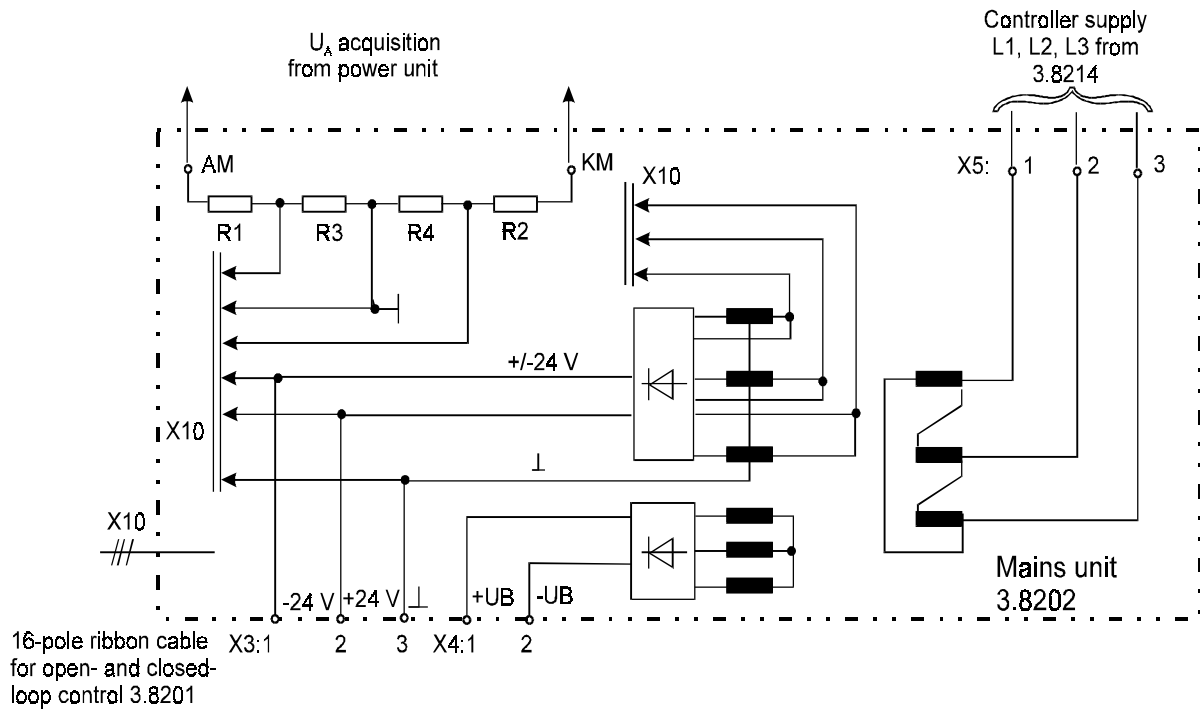 U_A acquisition
from power unit
Controller supply
L1, L2, L3 from
3.8214
AM
KM
X10
X5: 1 2 3
R1 R3 R4 R2
+/-24 V
X10
⊥
X10
Mains unit
3.8202
-24 V +24 V ⊥ +UB -UB
X3:1 2 3 X4:1 2
16-pole ribbon cable
for open- and closed-
loop control 3.8201